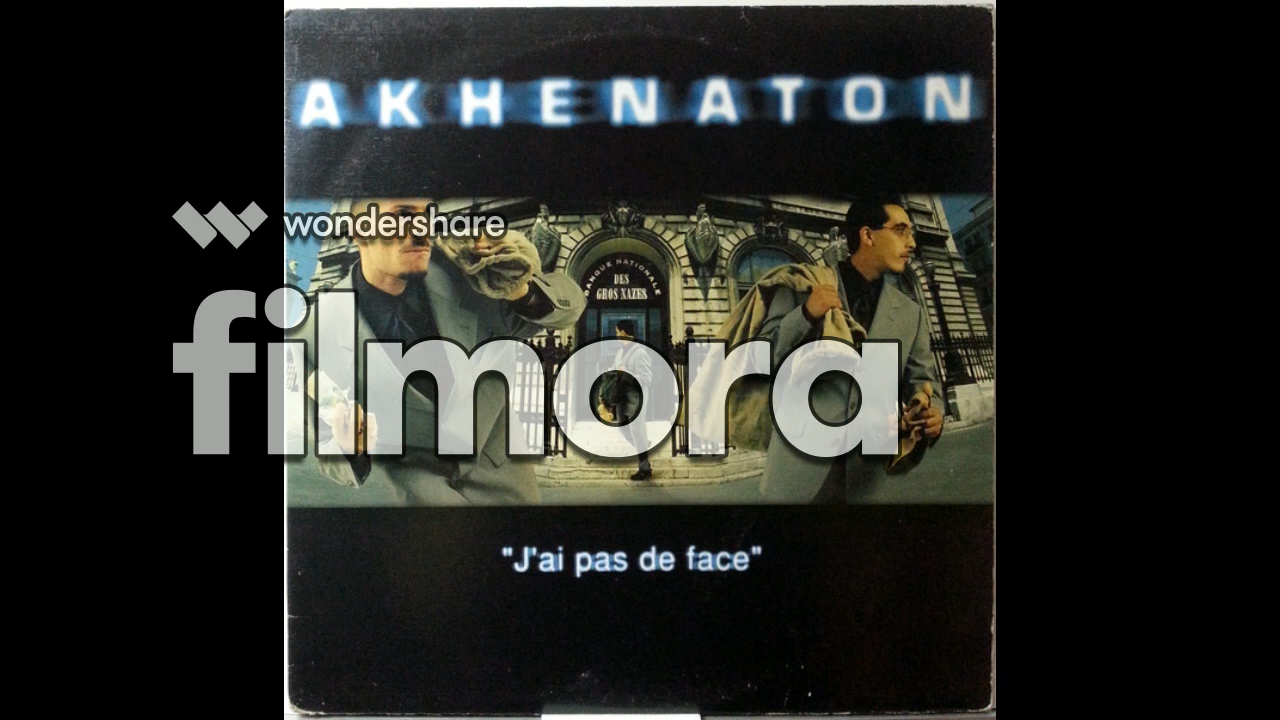 AKHENATON
wondershare
filmora
BANQUE NATIONALE
DES
GROS NAZES
"J'ai pas de face"